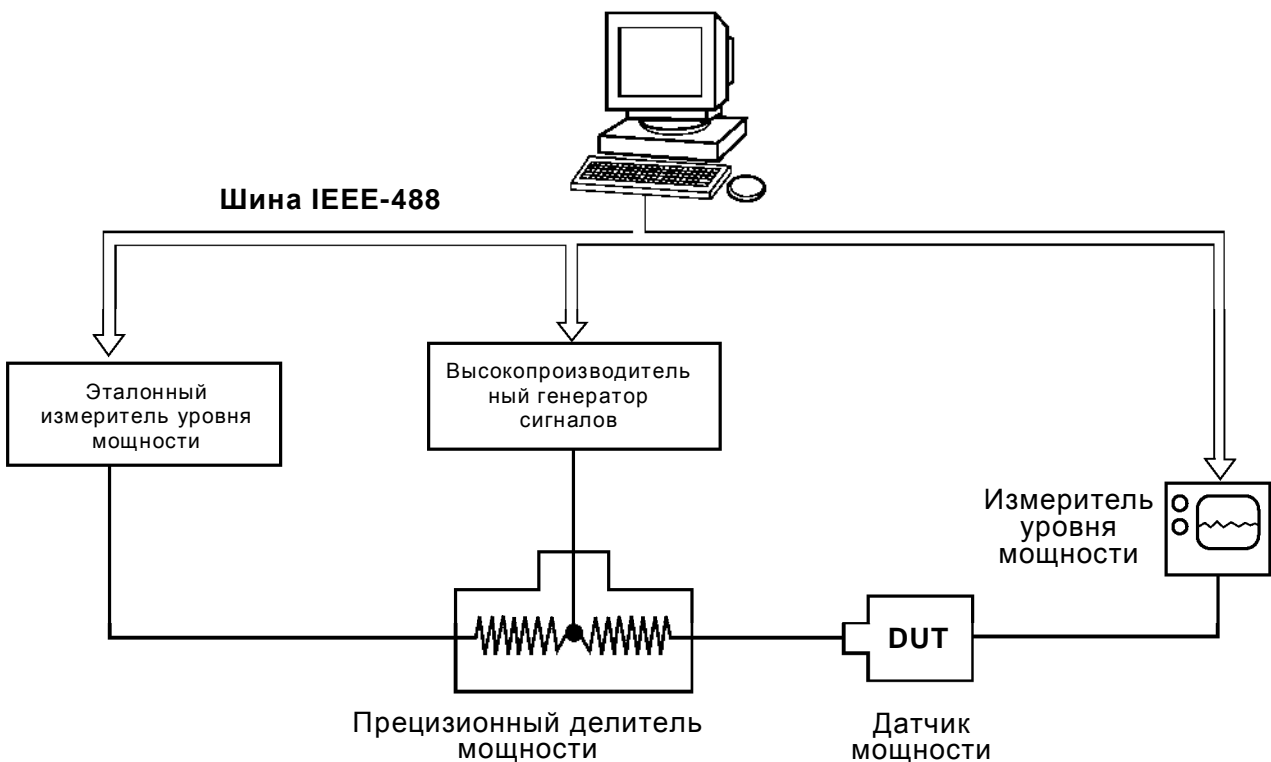 Шина IEEE-488
Эталонный
измеритель уровня
мощности
Высокопроизводитель
ный генератор
сигналов
Измеритель
уровня
мощности
DUT
Прецизионный делитель
мощности
Датчик
мощности